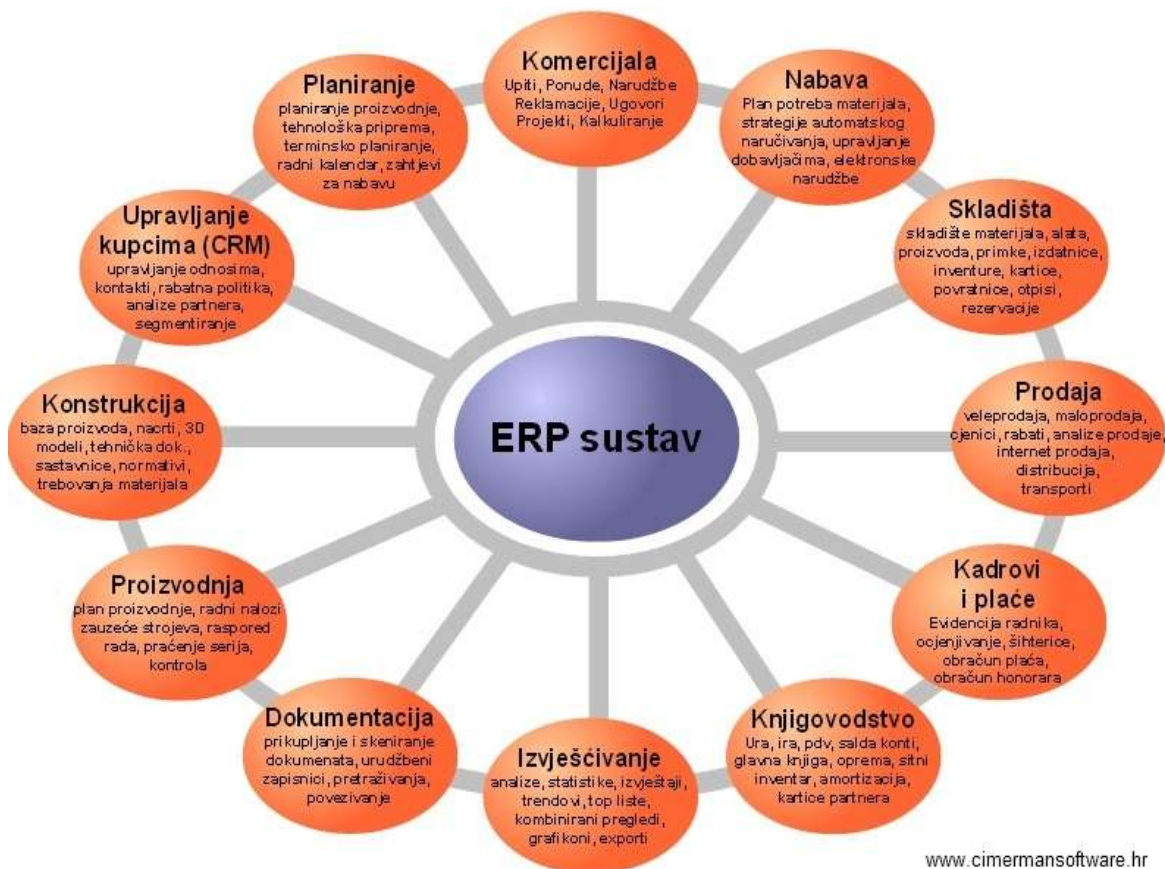 Komercijala
Upiti, Ponude, Narudžbe
Reklamacije, Ugovori
Projekti, Kalkuliranje
Nabava
Plan potreba materijala,
strategije automatskog
naručivanja, upravljanje
dobavljačima, elektronske
narudžbe
Skladišta
skladište materijala, alata,
proizvoda, primke, izdatnice,
inventure, kartice,
povratnice, otpisi,
rezervacije
Prodaja
veleprodaja, maloprodaja,
cjenici, rabati, analize prodaje,
internet prodaja,
distribucija,
transporti
Kadrovi
i plaće
Evidencija radnika,
ocjenjivanje, šihterice,
obračun plaća,
obračun honorara
Knjigovodstvo
Ura, ira, pdv, salda konti,
glavna knjiga, oprema, sitni
inventar, amortizacija,
kartice partnera
Izvješćivanje
analize, statistike, izvještaji,
trendovi, top liste,
kombinirani pregledi,
grafikoni, exporti
Dokumentacija
prikupljanje i skeniranje
dokumenata, urudžbeni
zapisnici, pretraživanja,
povezivanje
Proizvodnja
plan proizvodnje, radni nalozi
zauzeće strojeva, raspored
rada, praćenje serija,
kontrola
Konstrukcija
baza proizvoda, nacrti, 3D
modeli, tehnička dok.,
sastavnice, normativi,
trebovanja materijala
Upravljanje
kupcima (CRM)
upravljanje odnosima,
kontakti, rabatna politika,
analize partnera,
segmentiranje
Planiranje
planiranje proizvodnje,
tehnološka priprema,
terminsko planiranje,
radni kalendar, zahtjevi
za nabavu
ERP sustav
www.cimermansoftware.hr